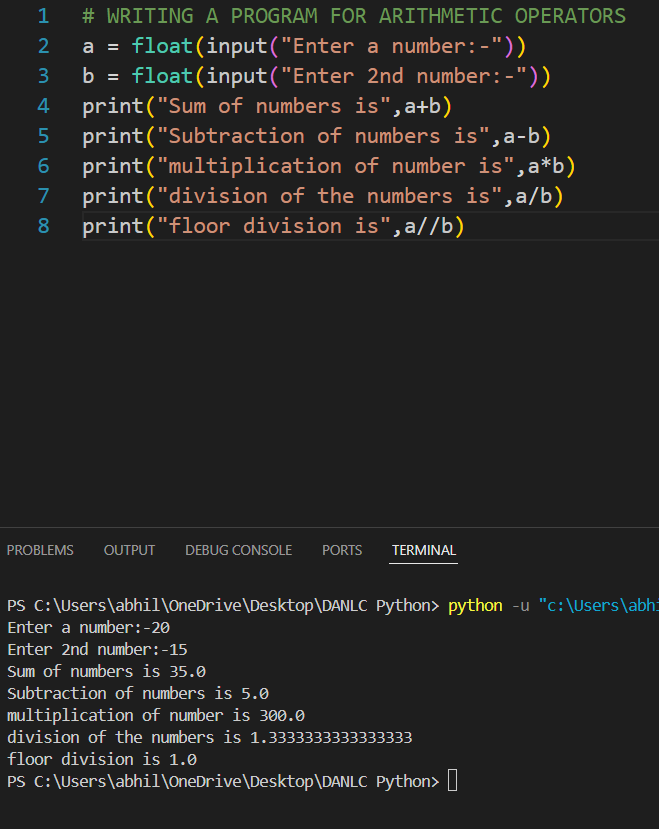 1 # WRITING A PROGRAM FOR ARITHMETIC OPERATORS
2 a = float(input("Enter a number:-"))
3 b = float(input("Enter 2nd number:-"))
4 print("Sum of numbers is",a+b)
5 print("Subtraction of numbers is",a-b)
6 print("multiplication of number is",a*b)
7 print("division of the numbers is",a/b)
8 print("floor division is",a//b)
PROBLEMS OUTPUT DEBUG CONSOLE PORTS TERMINAL
PS C:\Users\abhil\OneDrive\Desktop\DANLC Python> python -u "c:\Users\abhi
Enter a number:-20
Enter 2nd number:-15
Sum of numbers is 35.0
Subtraction of numbers is 5.0
multiplication of number is 300.0
division of the numbers is 1.3333333333333333
floor division is 1.0
PS C:\Users\abhil\OneDrive\Desktop\DANLC Python>